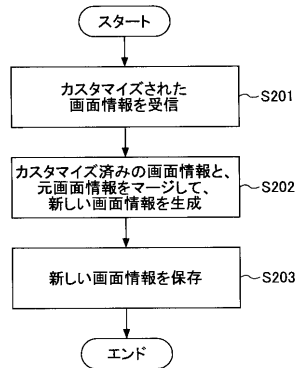 スタート
カスタマイズされた
画面情報を受信
S201
カスタマイズ済みの画面情報と、
元画面情報をマージして、
新しい画面情報を生成
S202
新しい画面情報を保存
S203
エンド